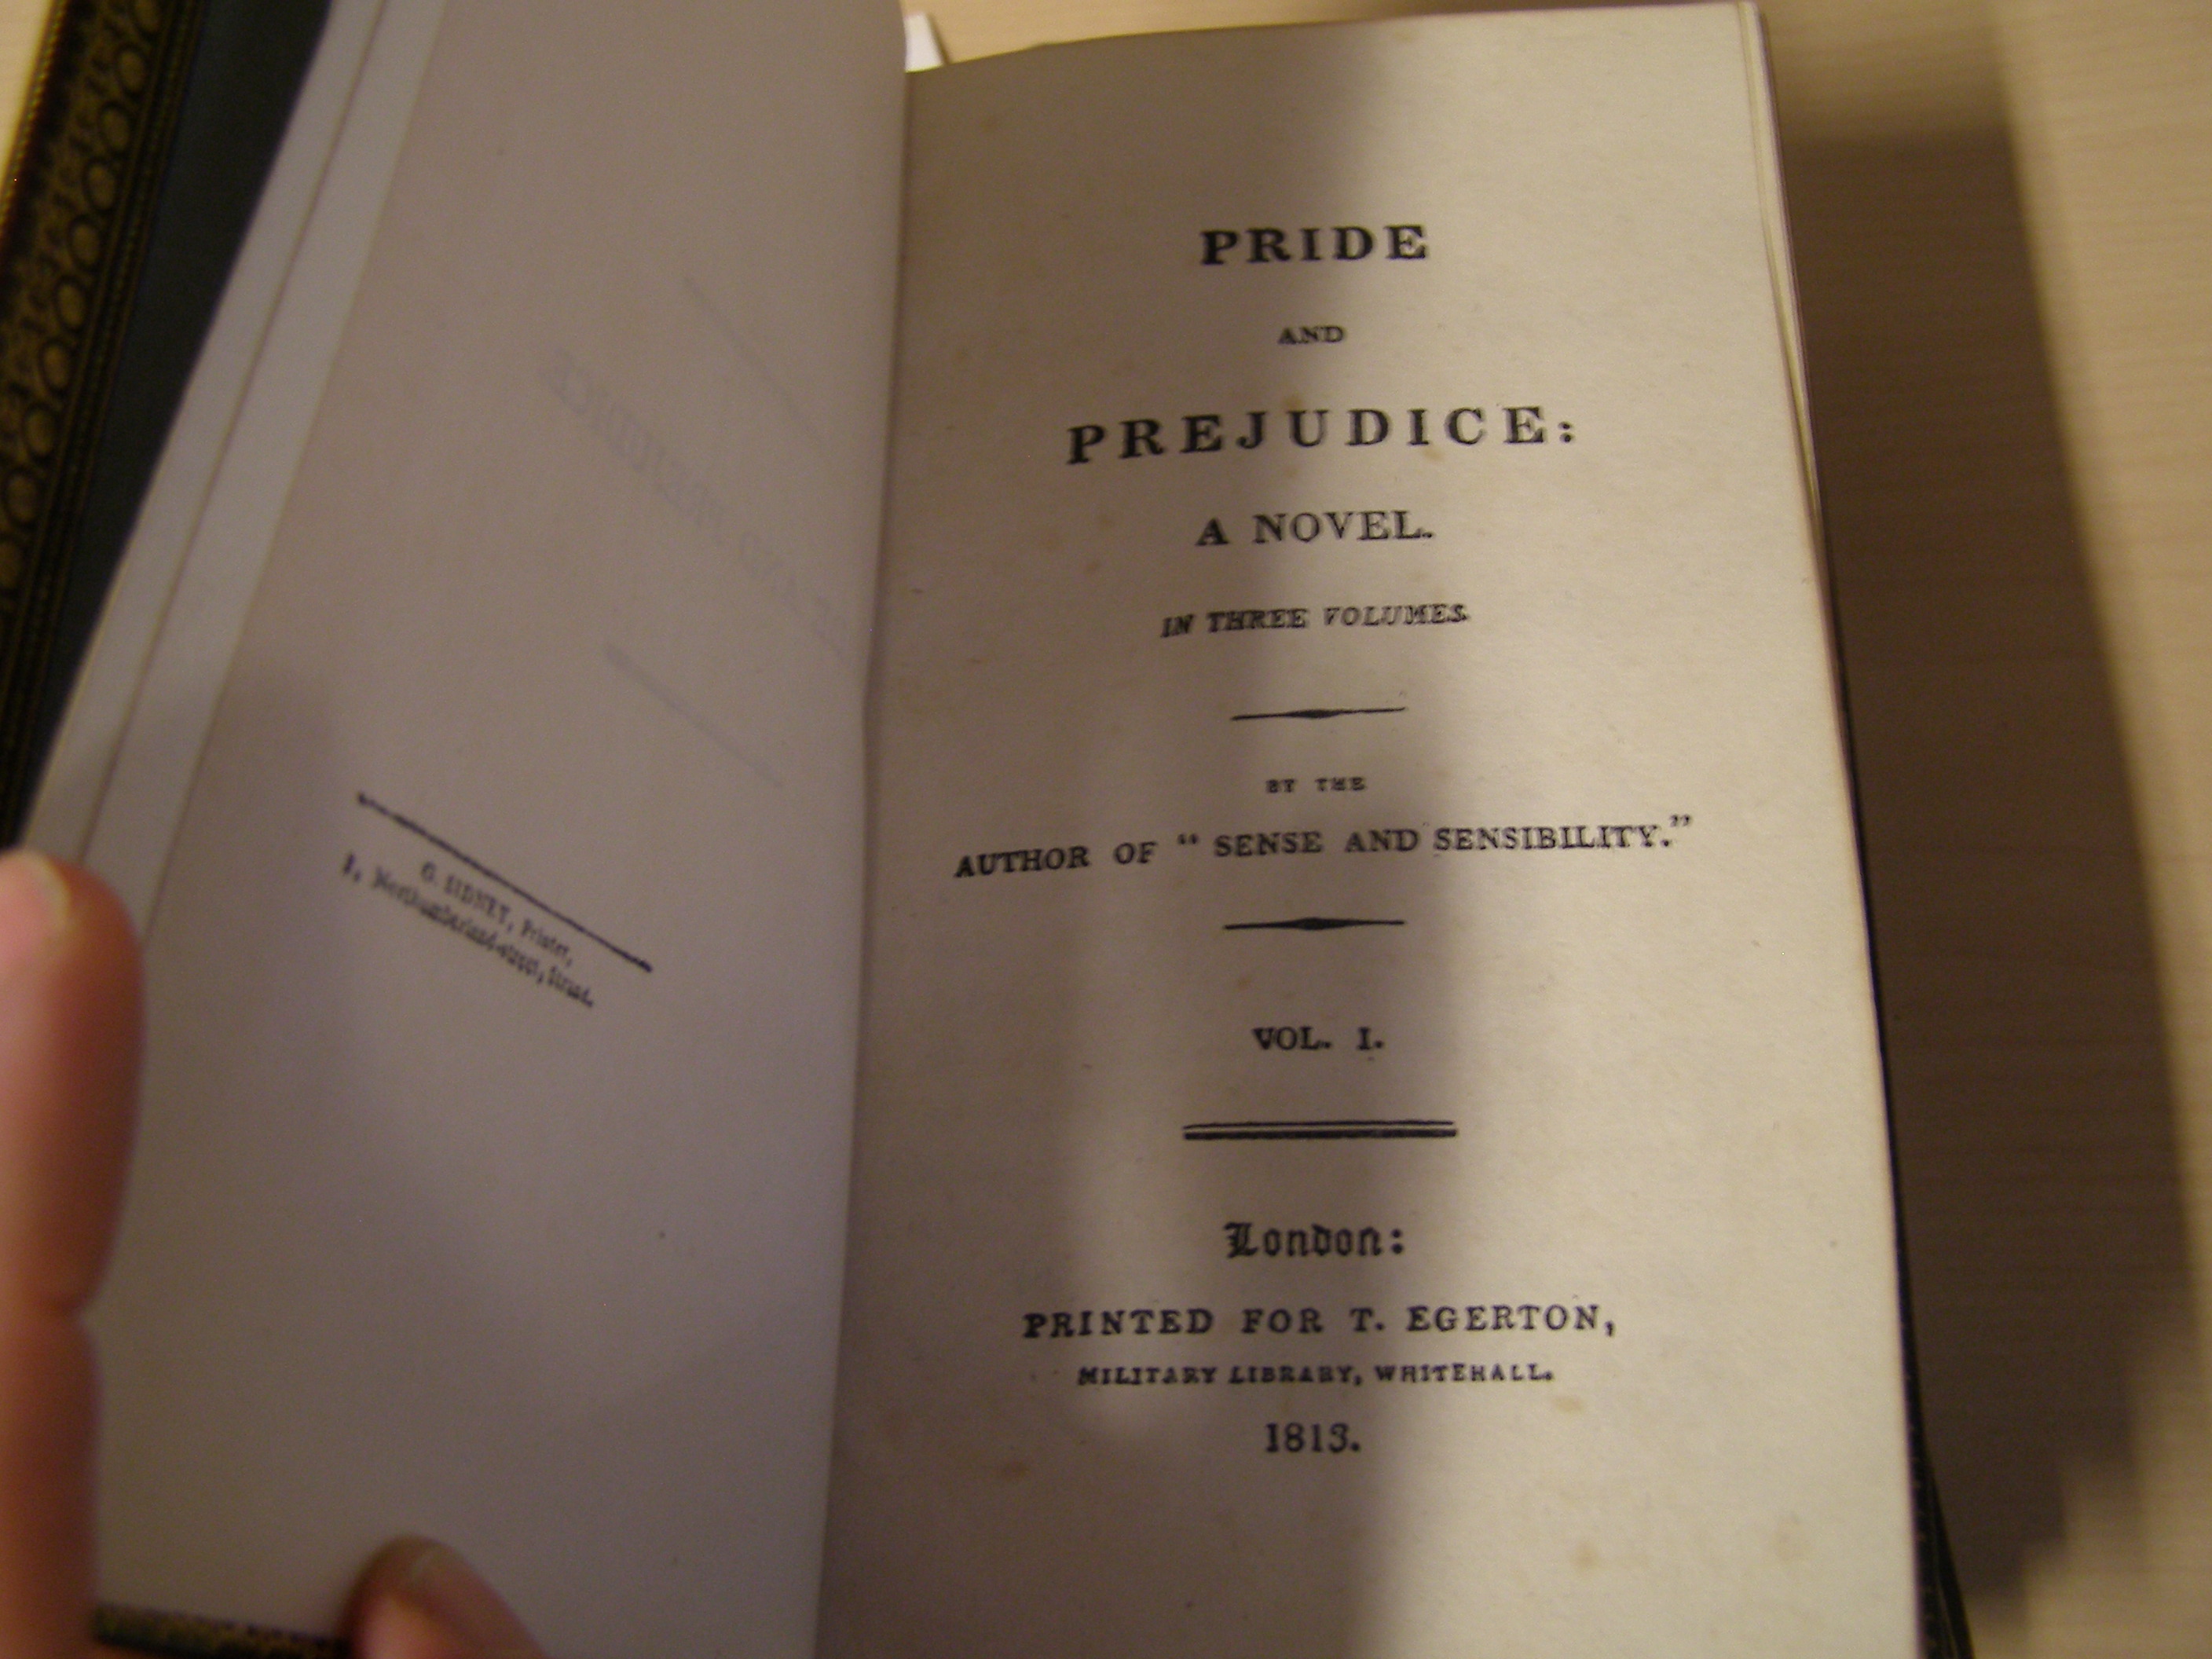 G. SIDNEY, Printer,
1, Northumberland-street, Strand.
PRIDE
AND
PREJUDICE:
A NOVEL.
IN THREE VOLUMES.
BY THE
AUTHOR OF "SENSE AND SENSIBILITY."
VOL. I.
London:
PRINTED FOR T. EGERTON,
MILITARY LIBRARY, WHITEHALL.
1813.